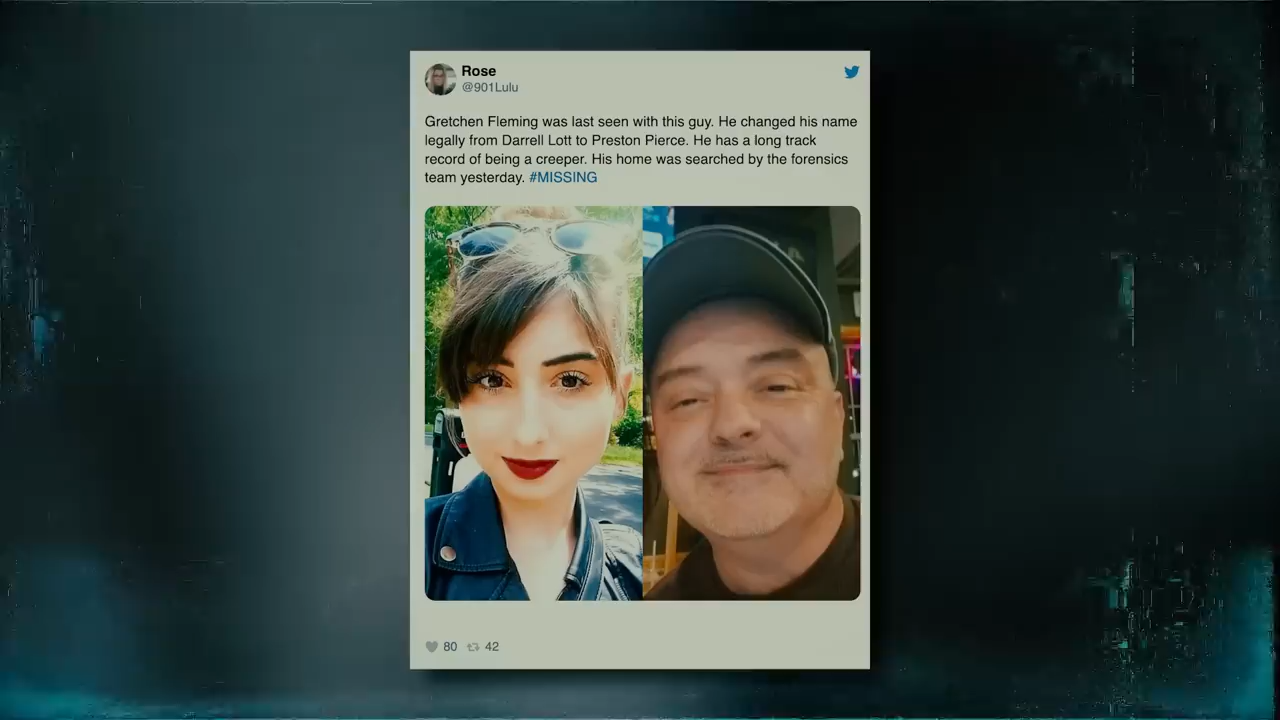 Rose
@901Lulu
Gretchen Fleming was last seen with this guy. He changed his name
legally from Darrell Lott to Preston Pierce. He has a long track
record of being a creeper. His home was searched by the forensics
team yesterday. #MISSING
80 42